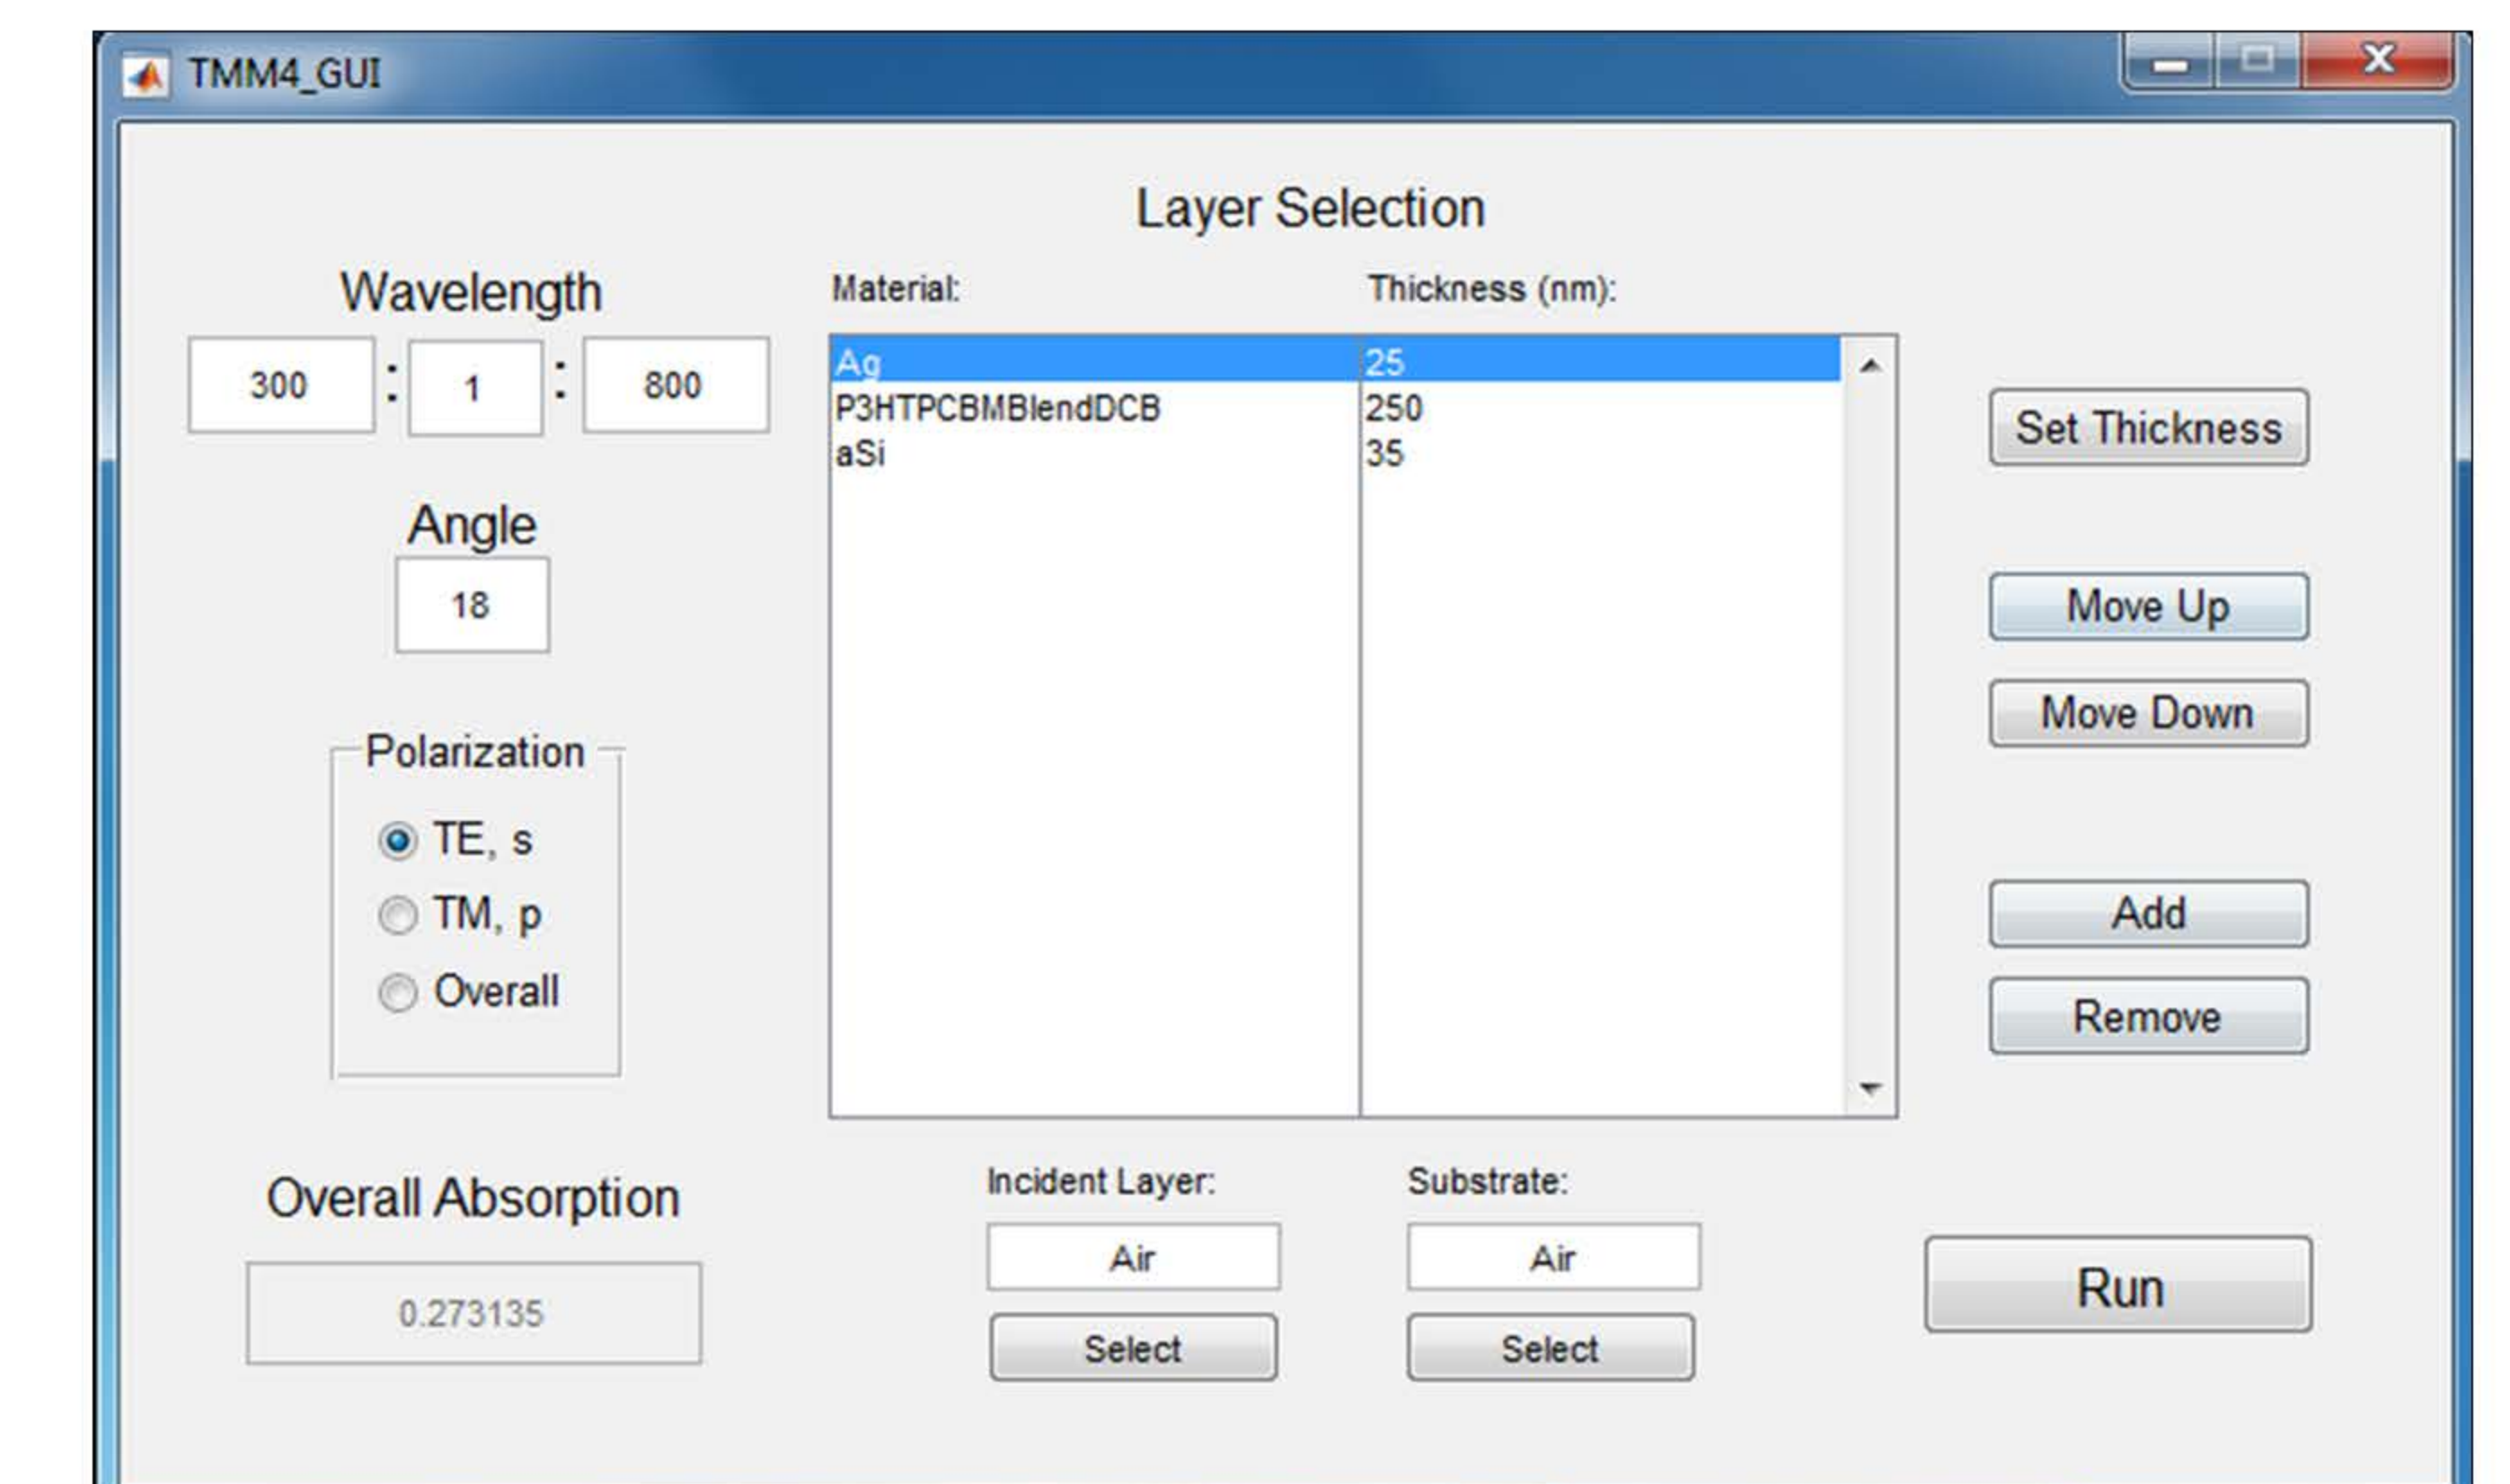 TMM4_GUI
Layer Selection
Wavelength
Material: Thickness (nm):
300 : 1 : 800
Ag 25
P3HTPCBMBlendDCB 250
aSi 35
Set Thickness
Angle
18
Move Up
Move Down
Polarization
TE, s
TM, p
Overall
Add
Remove
Overall Absorption
0.273135
Incident Layer: Substrate:
Air Air
Select Select
Run